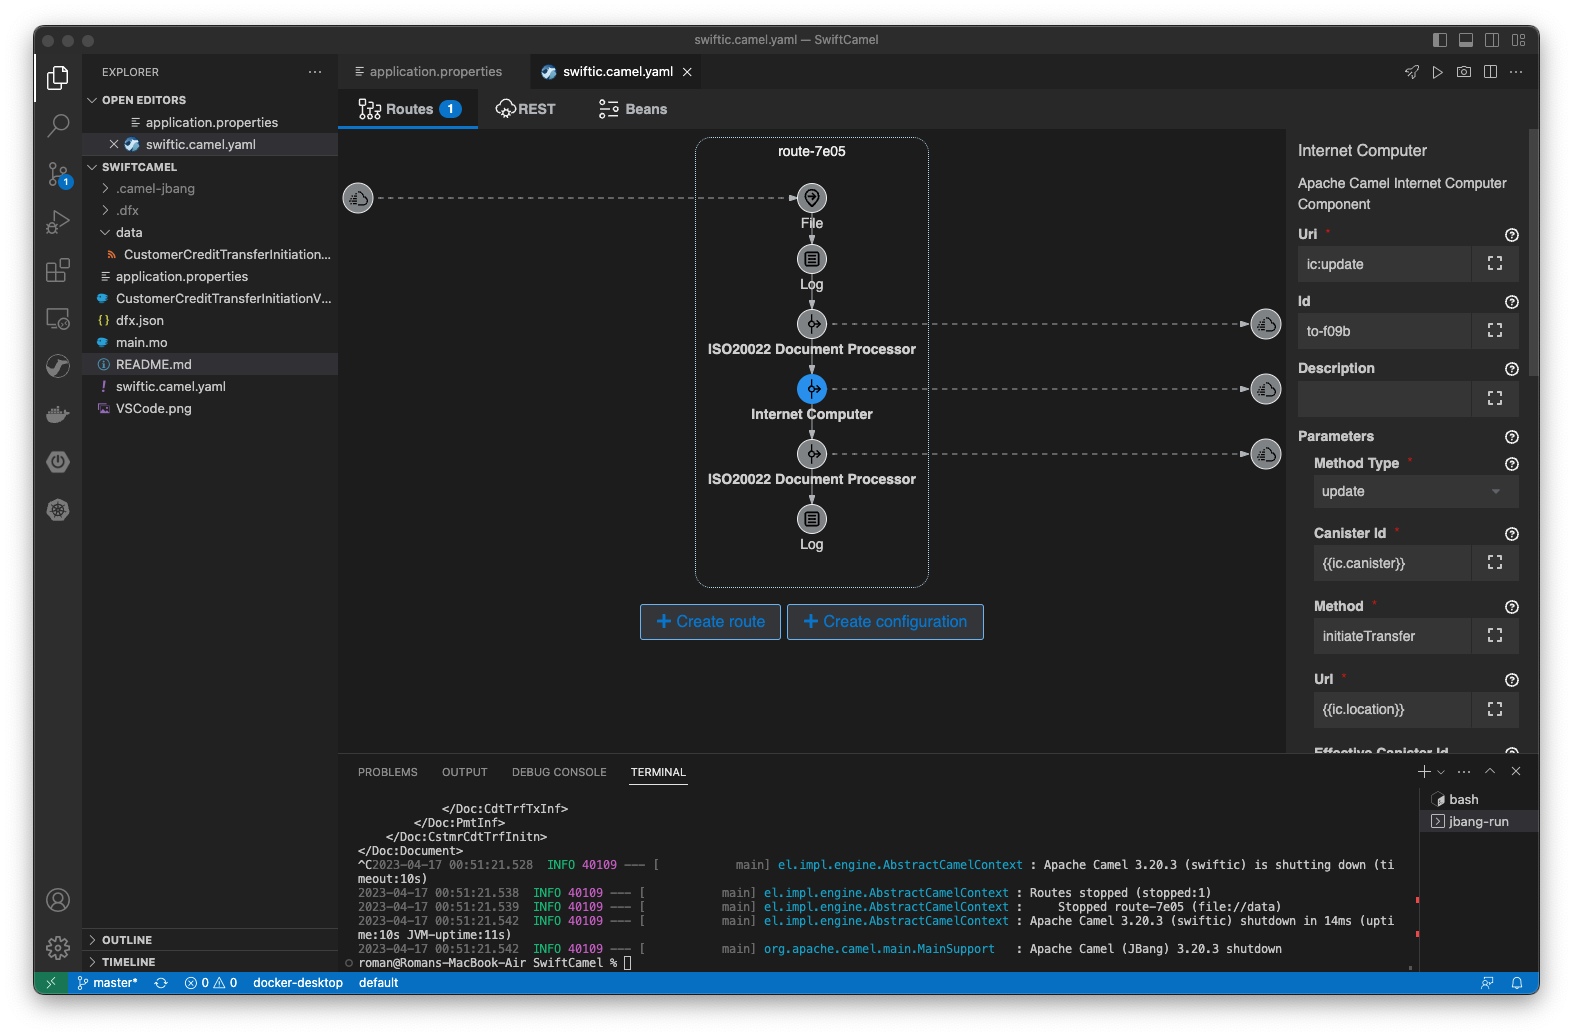 swiftic.camel.yaml — SwiftCamel
EXPLORER
OPEN EDITORS
application.properties
swiftic.camel.yaml
SWIFTCAMEL
.camel-jbang
.dfx
data
CustomerCreditTransferInitiation...
application.properties
CustomerCreditTransferInitiationV...
{} dfx.json
main.mo
README.md
! swiftic.camel.yaml
VSCode.png
OUTLINE
TIMELINE
1
application.properties
swiftic.camel.yaml
Routes 1
REST
Beans
route-7e05
File
Log
ISO20022 Document Processor
Internet Computer
ISO20022 Document Processor
Log
+ Create route
+ Create configuration
Internet Computer
Apache Camel Internet Computer
Component
Uri *
ic:update
Id
to-f09b
Description
Parameters
Method Type *
update
Canister Id *
{{ic.canister}}
Method *
initiateTransfer
Url *
{{ic.location}}
Effective Canister Id
PROBLEMS
OUTPUT
DEBUG CONSOLE
TERMINAL
</Doc:CdtTrfTxInf>
</Doc:PmtInf>
</Doc:CstmrCdtTrfInitn>
</Doc:Document>
^C2023-04-17 00:51:21.528 INFO 40109 --- [ main] el.impl.engine.AbstractCamelContext : Apache Camel 3.20.3 (swiftic) is shutting down (ti
meout:10s)
2023-04-17 00:51:21.538 INFO 40109 --- [ main] el.impl.engine.AbstractCamelContext : Routes stopped (stopped:1)
2023-04-17 00:51:21.539 INFO 40109 --- [ main] el.impl.engine.AbstractCamelContext : Stopped route-7e05 (file://data)
2023-04-17 00:51:21.542 INFO 40109 --- [ main] el.impl.engine.AbstractCamelContext : Apache Camel 3.20.3 (swiftic) shutdown in 14ms (upti
me:10s JVM-uptime:11s)
2023-04-17 00:51:21.542 INFO 40109 --- [ main] org.apache.camel.main.MainSupport : Apache Camel (JBang) 3.20.3 shutdown
roman@Romans-MacBook-Air SwiftCamel %
bash
jbang-run
master* 0 0 docker-desktop default